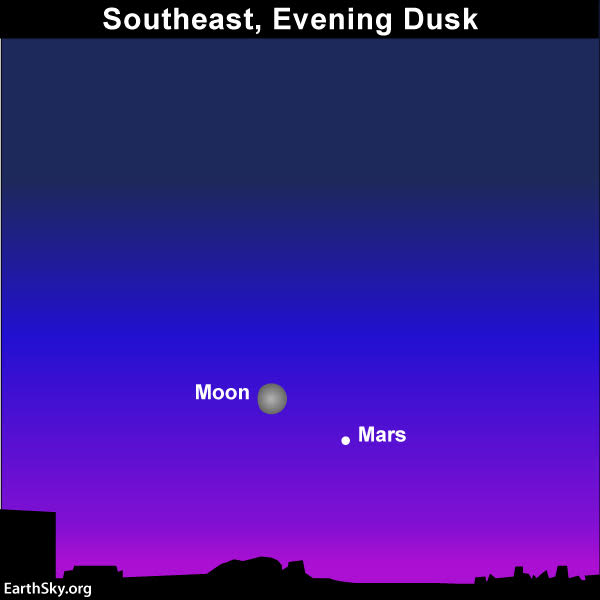 Southeast, Evening Dusk
Moon
Mars
EarthSky.org